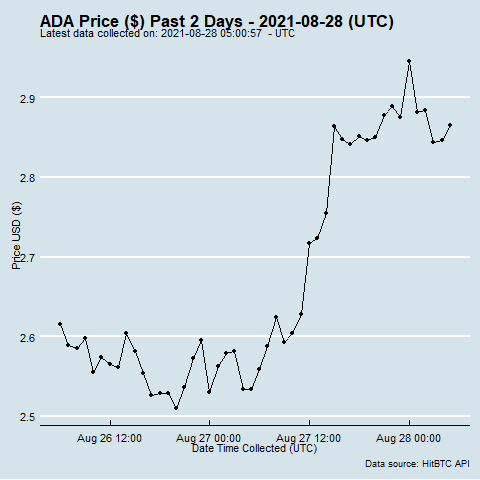 ADA Price ($) Past 2 Days - 2021-08-28 (UTC)
Latest data collected on: 2021-08-28 05:00:57  - UTC
Price USD ($)
2.9
2.8
2.7
2.6
2.5
Aug 26 12:00
Aug 27 00:00
Aug 27 12:00
Aug 28 00:00
Date Time Collected (UTC)
Data source: HitBTC API